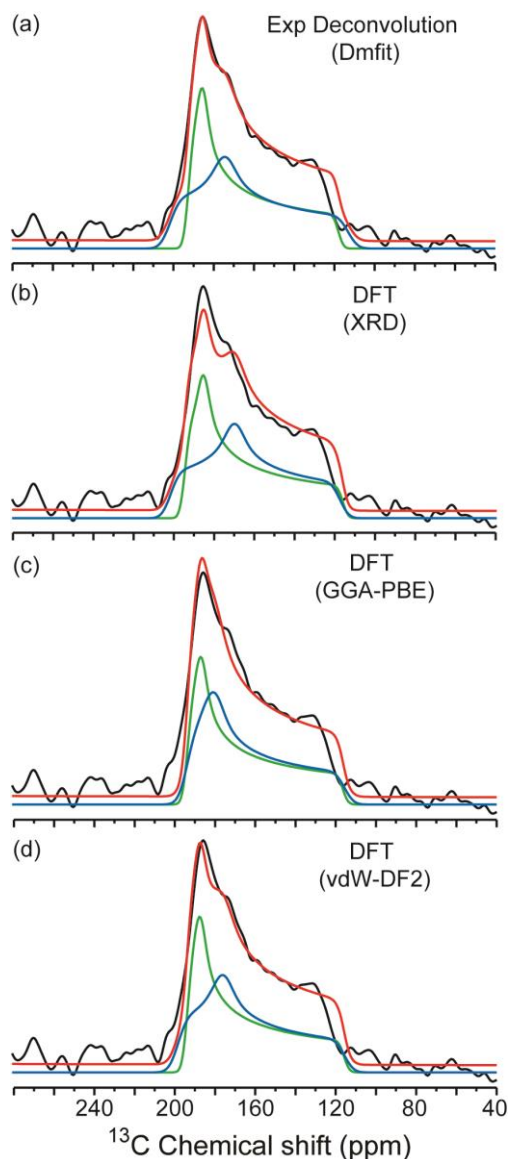 (a)
Exp Deconvolution
(Dmfit)
(b)
DFT
(XRD)
(c)
DFT
(GGA-PBE)
(d)
DFT
(vdW-DF2)
240 200 160 120 80 40
¹³C Chemical shift (ppm)